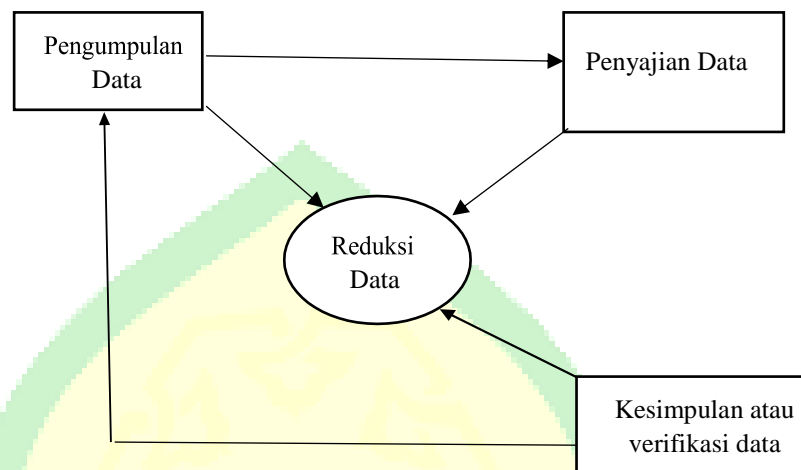 Pengumpulan
Data
Penyajian Data
Reduksi
Data
Kesimpulan atau
verifikasi data